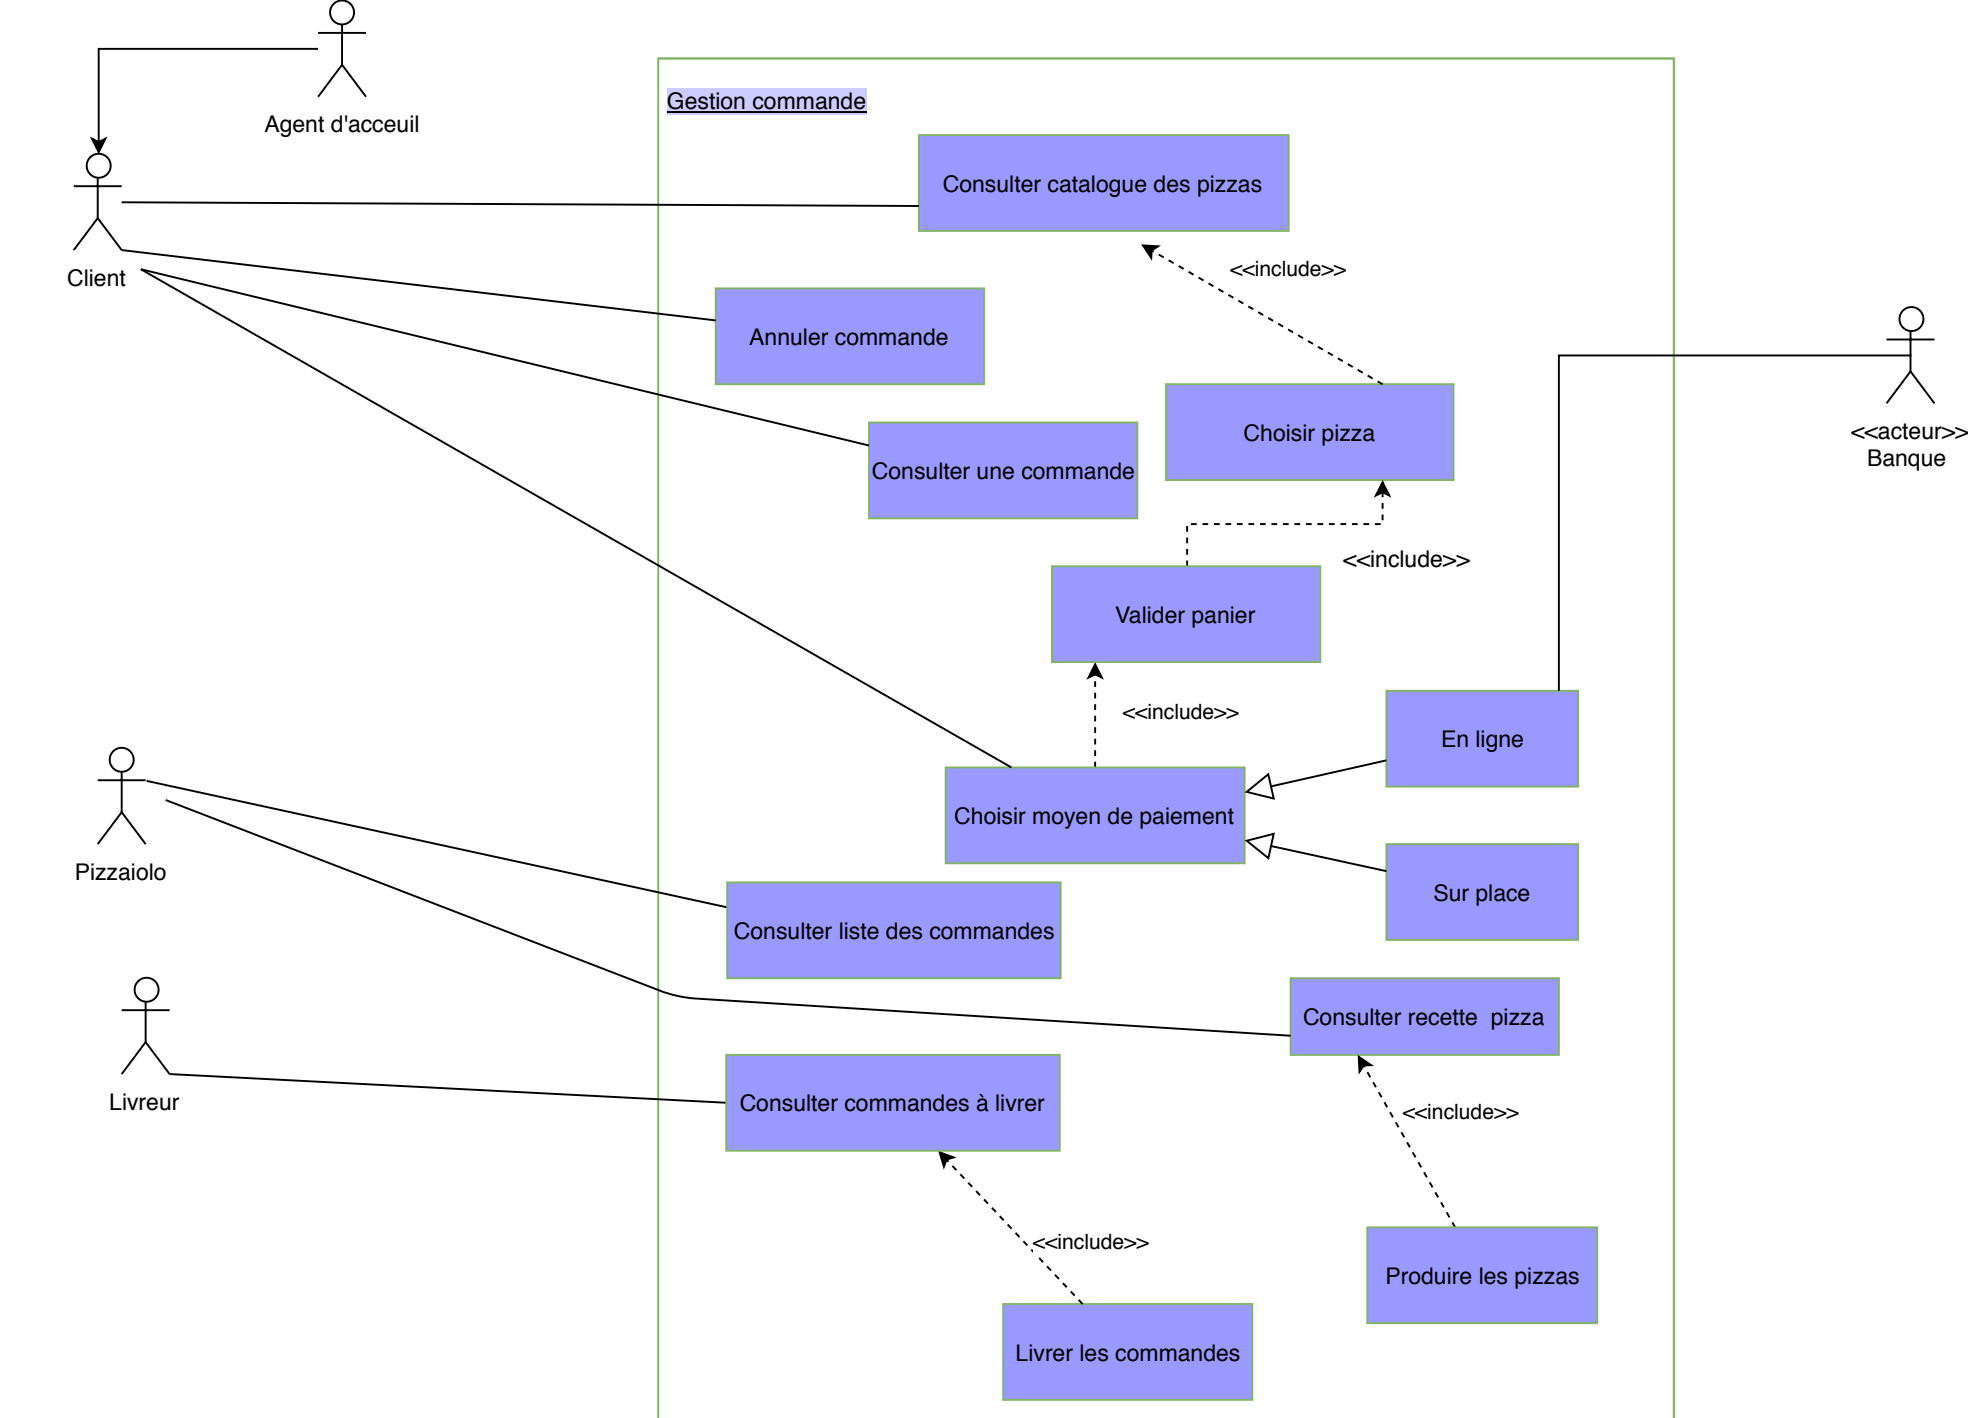 Agent d'acceuil
Gestion commande
Consulter catalogue des pizzas
<<include>>
Client
Annuler commande
Choisir pizza
<<acteur>>
Banque
Consulter une commande
<<include>>
Valider panier
<<include>>
En ligne
Choisir moyen de paiement
Pizzaiolo
Sur place
Consulter liste des commandes
Consulter recette  pizza
Livreur
Consulter commandes à livrer
<<include>>
<<include>>
Produire les pizzas
Livrer les commandes